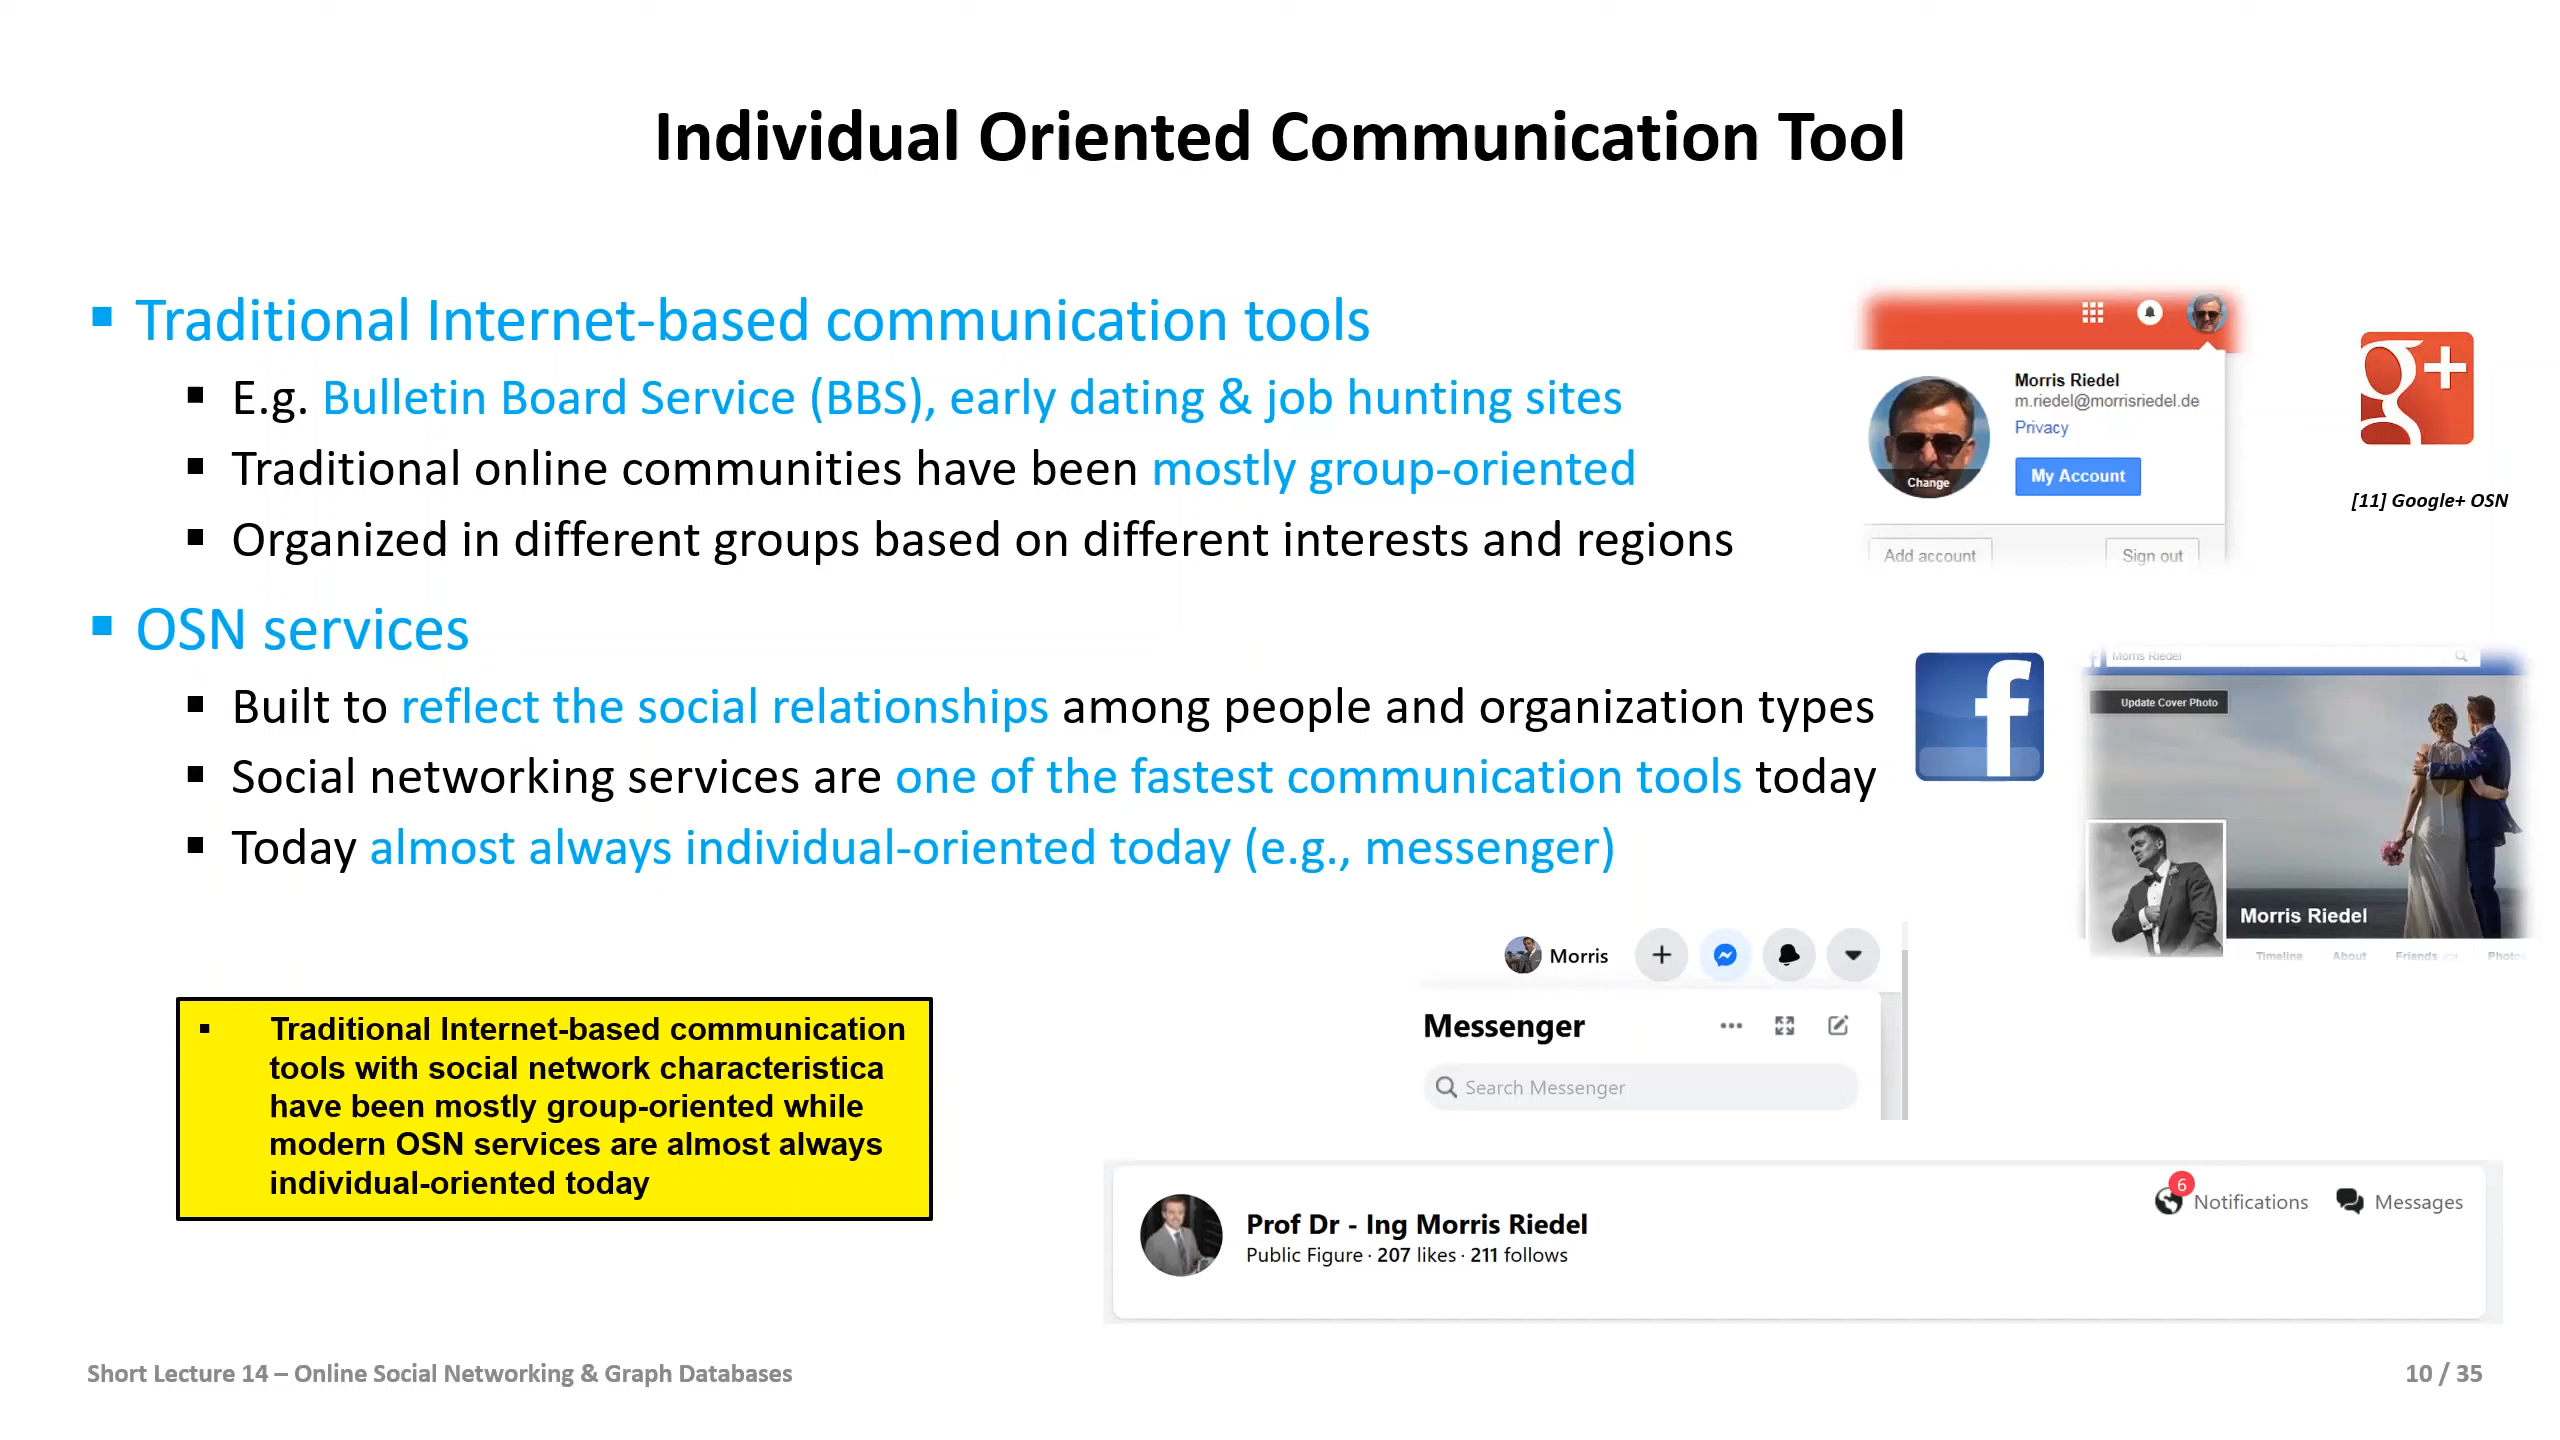 Individual Oriented Communication Tool
Traditional Internet-based communication tools
E.g. Bulletin Board Service (BBS), early dating & job hunting sites
Traditional online communities have been mostly group-oriented
Organized in different groups based on different interests and regions
OSN services
Built to reflect the social relationships among people and organization types
Social networking services are one of the fastest communication tools today
Today almost always individual-oriented today (e.g., messenger)
Traditional Internet-based communication
tools with social network characteristica
have been mostly group-oriented while
modern OSN services are almost always
individual-oriented today
Morris Riedel
m.riedel@morrisriedel.de
Privacy
My Account
Change
Add account
Sign out
g+
[11] Google+ OSN
f
Morris Riedel
Update Cover Photo
Morris Riedel
Timeline About Friends Photos
Morris
Messenger
Search Messenger
Prof Dr - Ing Morris Riedel
Public Figure · 207 likes · 211 follows
6
Notifications
Messages
Short Lecture 14 – Online Social Networking & Graph Databases
10 / 35